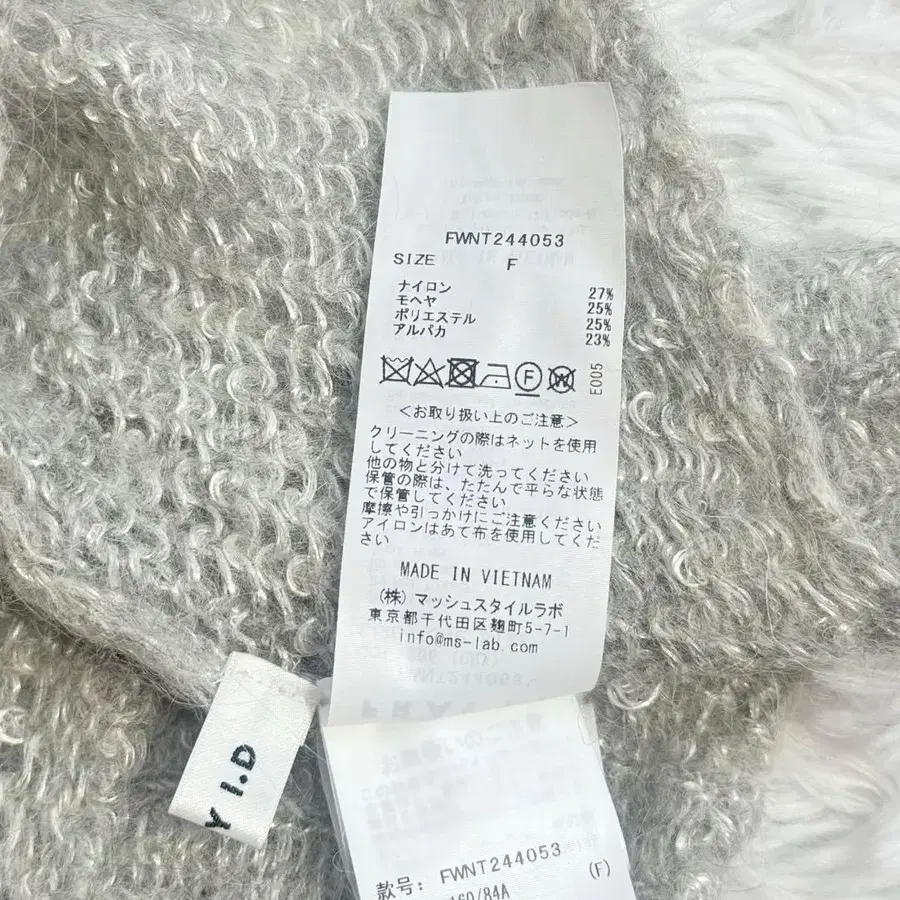 FWNT244053
SIZE F
ナイロン 27%
モヘヤ 25%
ポリエステル 25%
アルパカ 23%
F W E005
＜お取り扱い上のご注意＞
クリーニングの際はネットを使用
してください
他の物と分けて洗ってください
保管の際は、たたんで平らな状態
で保管してください
摩擦や引っかけにご注意ください
アイロンはあて布を使用してくだ
さい
MADE IN VIETNAM
(株) マッシュスタイルラボ
東京都千代田区麹町5-7-1
info@ms-lab.com
Y I.D
款号: FWNT244053
160/84A (F)